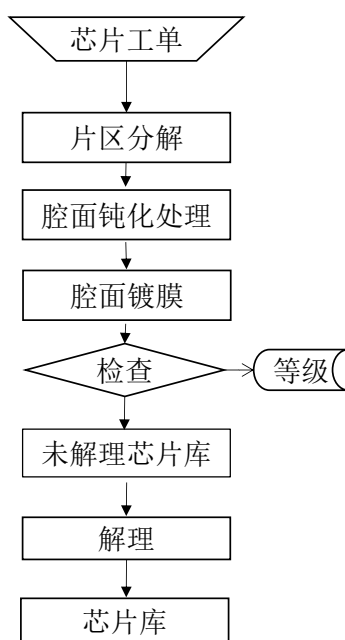 芯片工单
片区分解
腔面钝化处理
腔面镀膜
检查
等级
未解理芯片库
解理
芯片库